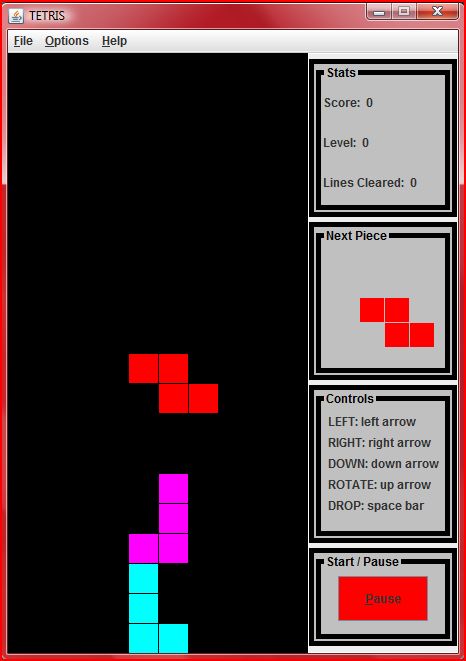 TETRIS
File Options Help
Stats
Score: 0
Level: 0
Lines Cleared: 0
Next Piece
Controls
LEFT: left arrow
RIGHT: right arrow
DOWN: down arrow
ROTATE: up arrow
DROP: space bar
Start / Pause
Pause